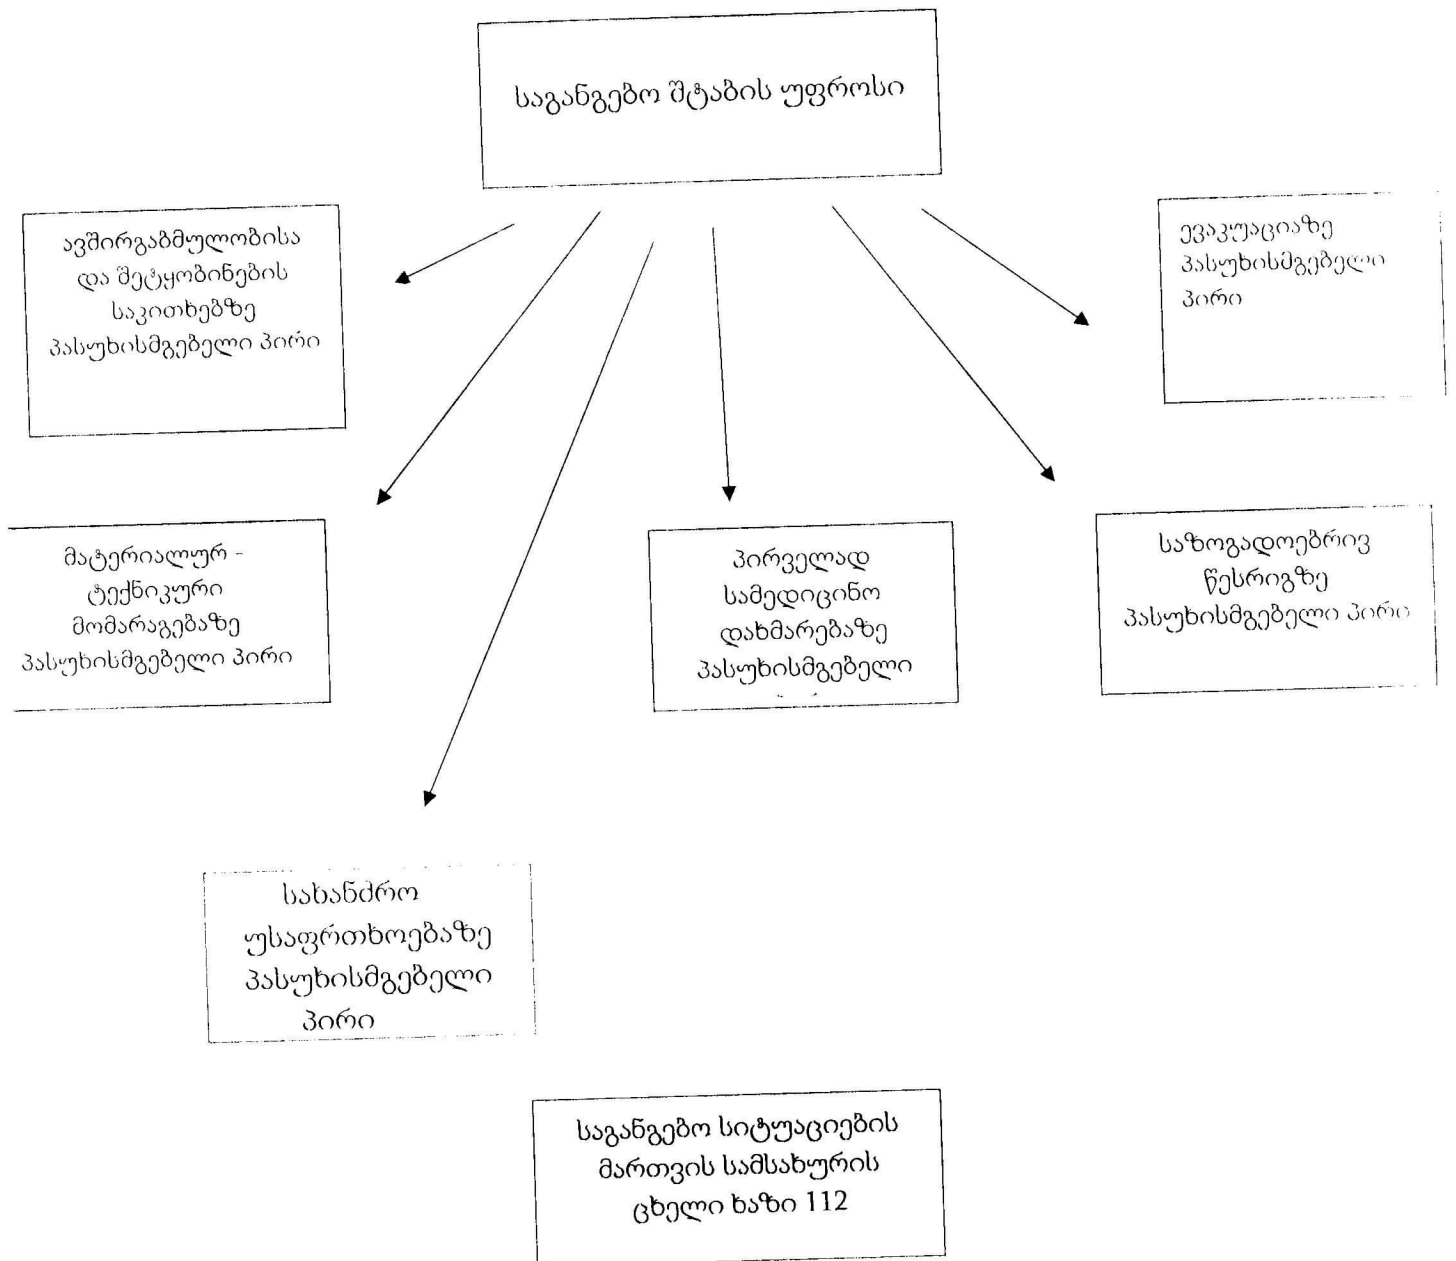 საგანგებო შტაბის უფროსი
ავშირგაბმულობისა
და შეტყობინების
საკითხებზე
პასუხისმგებელი პირი
ევაკუაციაზე
პასუხისმგებელი
პირი
მატერიალურ -
ტექნიკური
მომარაგებაზე
პასუხისმგებელი პირი
პირველად
სამედიცინო
დახმარებაზე
პასუხისმგებელი
საზოგადოებრივ
წესრიგზე
პასუხისმგებელი პირი
სახანძრო
უსაფრთხოებაზე
პასუხისმგებელი
პირი
საგანგებო სიტუაციების
მართვის სამსახურის
ცხელი ხაზი 112